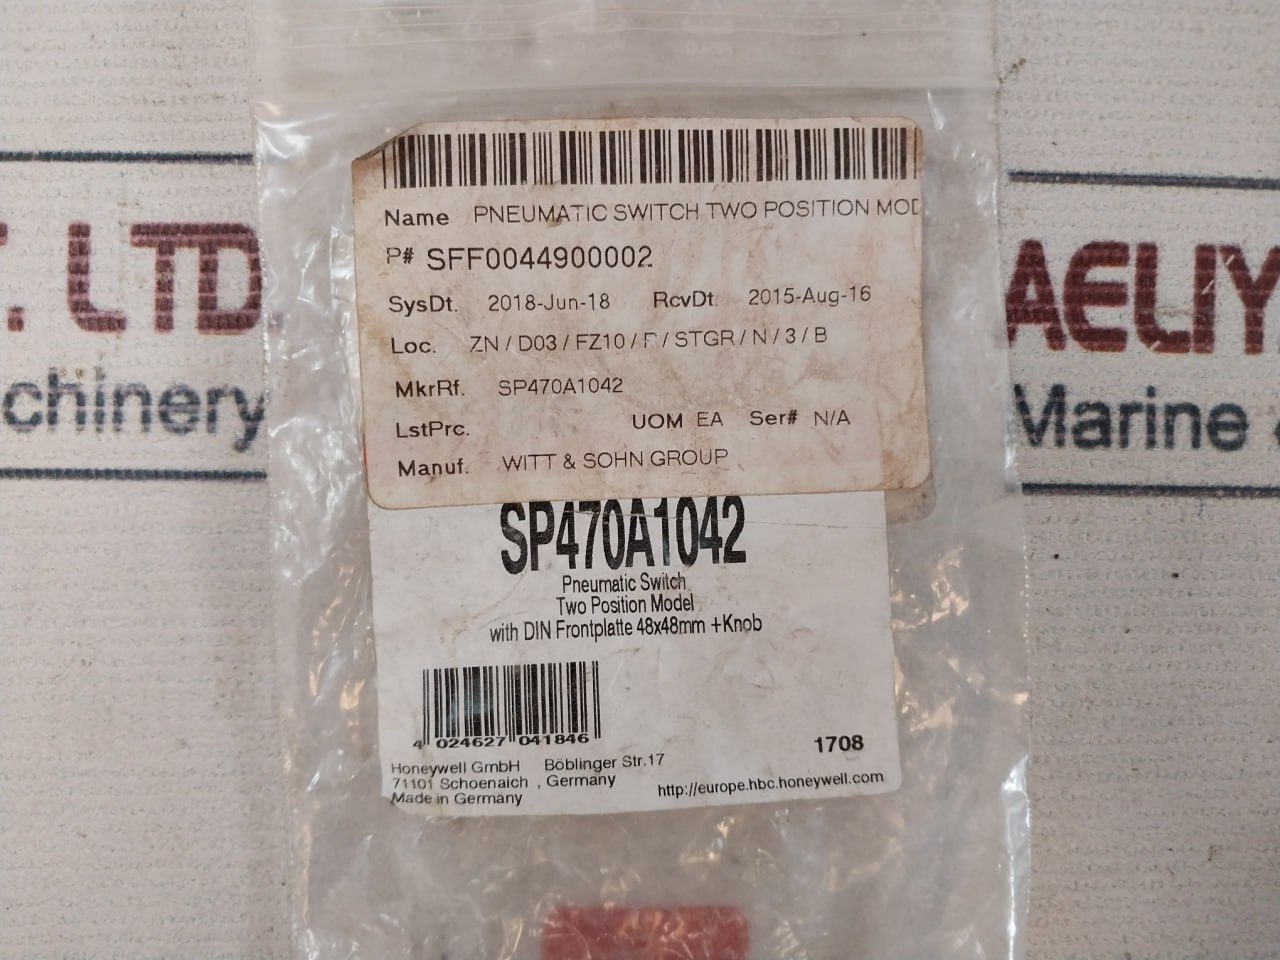 Name PNEUMATIC SWITCH TWO POSITION MOD
P# SFF0044900002
SysDt. 2018-Jun-18 RcvDt. 2015-Aug-16
Loc. ZN / D03 / FZ10 / / STGR / N / 3 / B
MkrRf. SP470A1042
LstPrc. UOM EA Ser# N/A
Manuf. WITT & SOHN GROUP
SP470A1042
Pneumatic Switch
Two Position Model
with DIN Frontplatte 48x48mm +Knob
4 024627 041846
1708
Honeywell GmbH Böblinger Str.17
71101 Schoenaich , Germany
Made in Germany
http://europe.hbc.honeywell.com
. LTD
AELIY
chinery
Marine